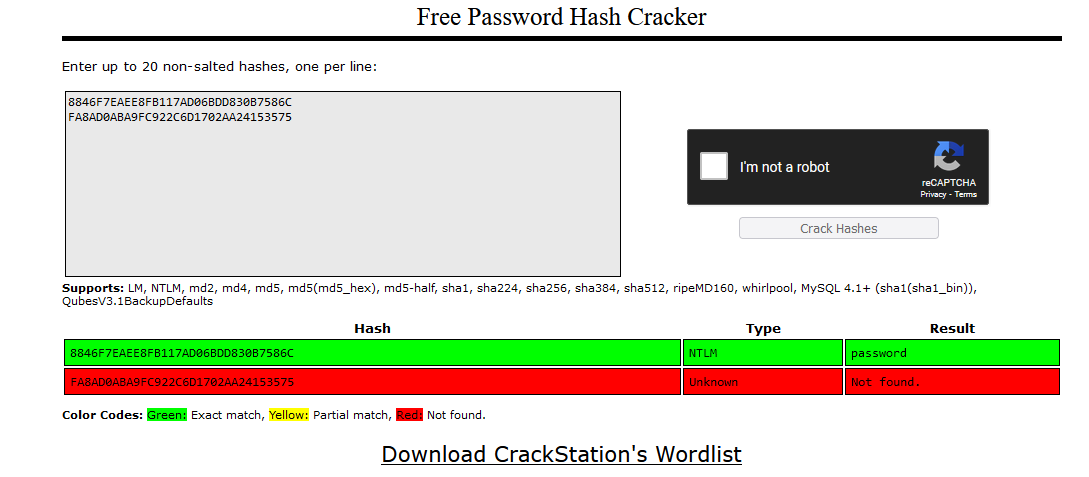 Free Password Hash Cracker
Enter up to 20 non-salted hashes, one per line:
8846F7EAEE8FB117AD06BDD830B7586C
FA8AD0ABA9FC922C6D1702AA24153575
I'm not a robot
reCAPTCHA
Privacy - Terms
Crack Hashes
Supports: LM, NTLM, md2, md4, md5, md5(md5_hex), md5-half, sha1, sha224, sha256, sha384, sha512, ripeMD160, whirlpool, MySQL 4.1+ (sha1(sha1_bin)),
QubesV3.1BackupDefaults
Hash Type Result
8846F7EAEE8FB117AD06BDD830B7586C NTLM password
FA8AD0ABA9FC922C6D1702AA24153575 Unknown Not found.
Color Codes: Green: Exact match, Yellow: Partial match, Red: Not found.
Download CrackStation's Wordlist